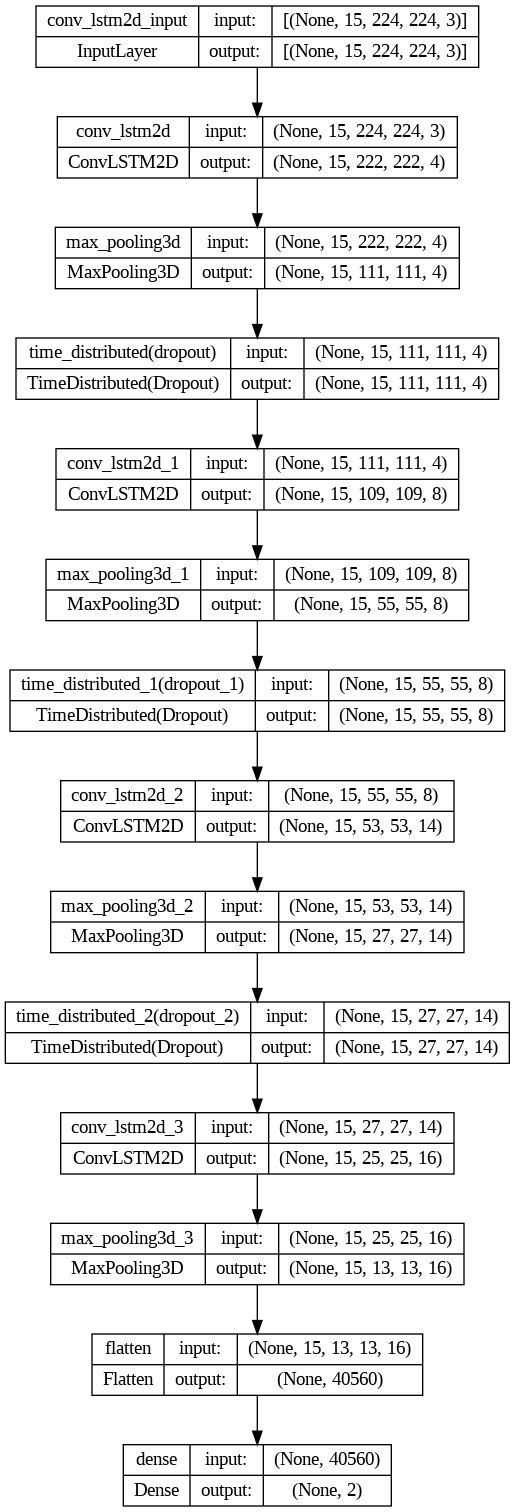 conv_lstm2d_input input: [(None, 15, 224, 224, 3)]
InputLayer output: [(None, 15, 224, 224, 3)]
conv_lstm2d input: (None, 15, 224, 224, 3)
ConvLSTM2D output: (None, 15, 222, 222, 4)
max_pooling3d input: (None, 15, 222, 222, 4)
MaxPooling3D output: (None, 15, 111, 111, 4)
time_distributed(dropout) input: (None, 15, 111, 111, 4)
TimeDistributed(Dropout) output: (None, 15, 111, 111, 4)
conv_lstm2d_1 input: (None, 15, 111, 111, 4)
ConvLSTM2D output: (None, 15, 109, 109, 8)
max_pooling3d_1 input: (None, 15, 109, 109, 8)
MaxPooling3D output: (None, 15, 55, 55, 8)
time_distributed_1(dropout_1) input: (None, 15, 55, 55, 8)
TimeDistributed(Dropout) output: (None, 15, 55, 55, 8)
conv_lstm2d_2 input: (None, 15, 55, 55, 8)
ConvLSTM2D output: (None, 15, 53, 53, 14)
max_pooling3d_2 input: (None, 15, 53, 53, 14)
MaxPooling3D output: (None, 15, 27, 27, 14)
time_distributed_2(dropout_2) input: (None, 15, 27, 27, 14)
TimeDistributed(Dropout) output: (None, 15, 27, 27, 14)
conv_lstm2d_3 input: (None, 15, 27, 27, 14)
ConvLSTM2D output: (None, 15, 25, 25, 16)
max_pooling3d_3 input: (None, 15, 25, 25, 16)
MaxPooling3D output: (None, 15, 13, 13, 16)
flatten input: (None, 15, 13, 13, 16)
Flatten output: (None, 40560)
dense input: (None, 40560)
Dense output: (None, 2)